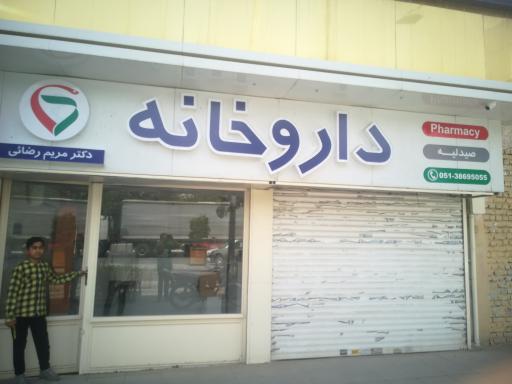 داروخانه
دکتر مریم رضائی
Pharmacy
صیدلیه
051-38695055